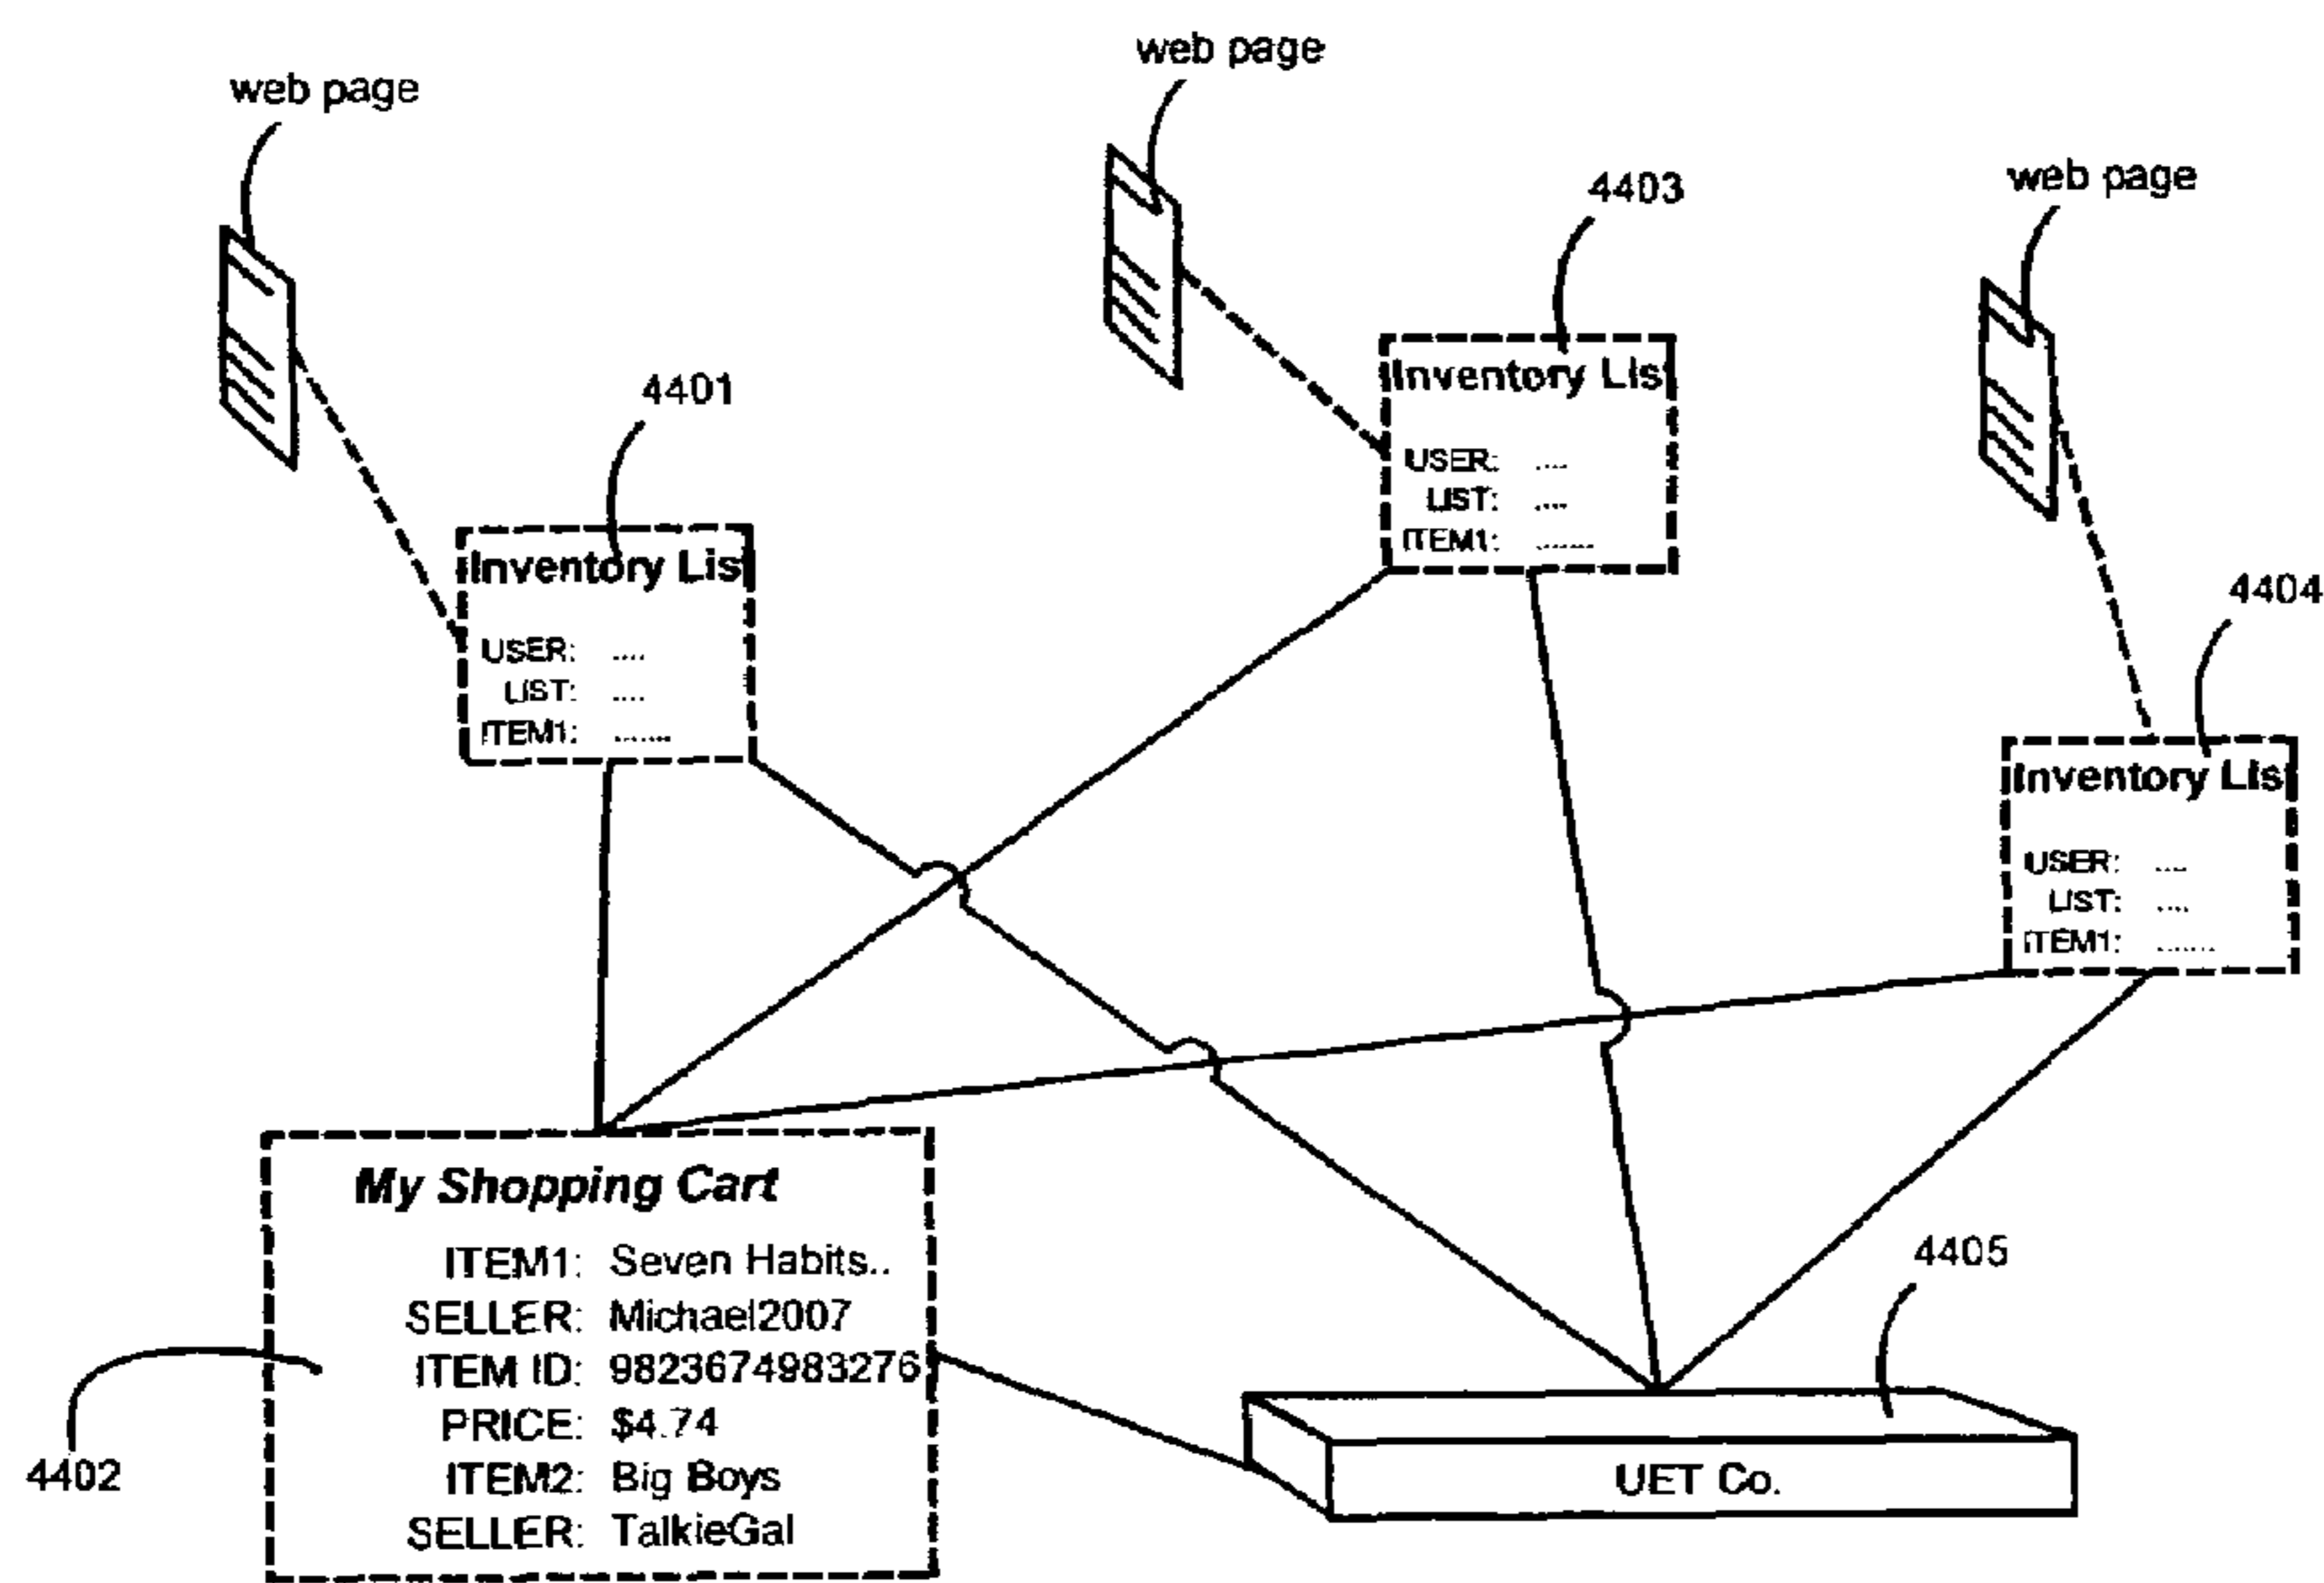 web page
web page
web page
4403
4401
4404
Inventory Lis
USER: ....
LIST: ....
ITEM1: .......
Inventory Lis
USER: ....
LIST: ....
ITEM1: .......
Inventory Lis
USER: ....
LIST: ....
ITEM1: .......
My Shopping Cart
ITEM1: Seven Habits..
SELLER: Michael2007
ITEM ID: 9823674983276
PRICE: $4.74
ITEM2: Big Boys
SELLER: TalkieGal
4402
4405
UET Co.